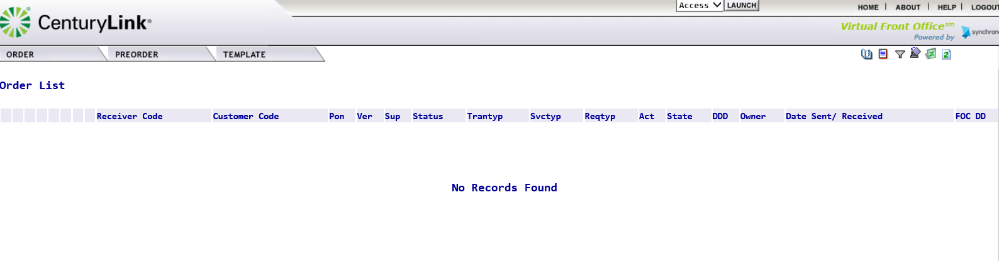 Access LAUNCH
HOME | ABOUT | HELP | LOGOUT
CenturyLink®
Virtual Front Office℠
Powered by synchron
ORDER PREORDER TEMPLATE
Order List
Receiver Code Customer Code Pon Ver Sup Status Trantyp Svctyp Reqtyp Act State DDD Owner Date Sent/ Received FOC DD
No Records Found